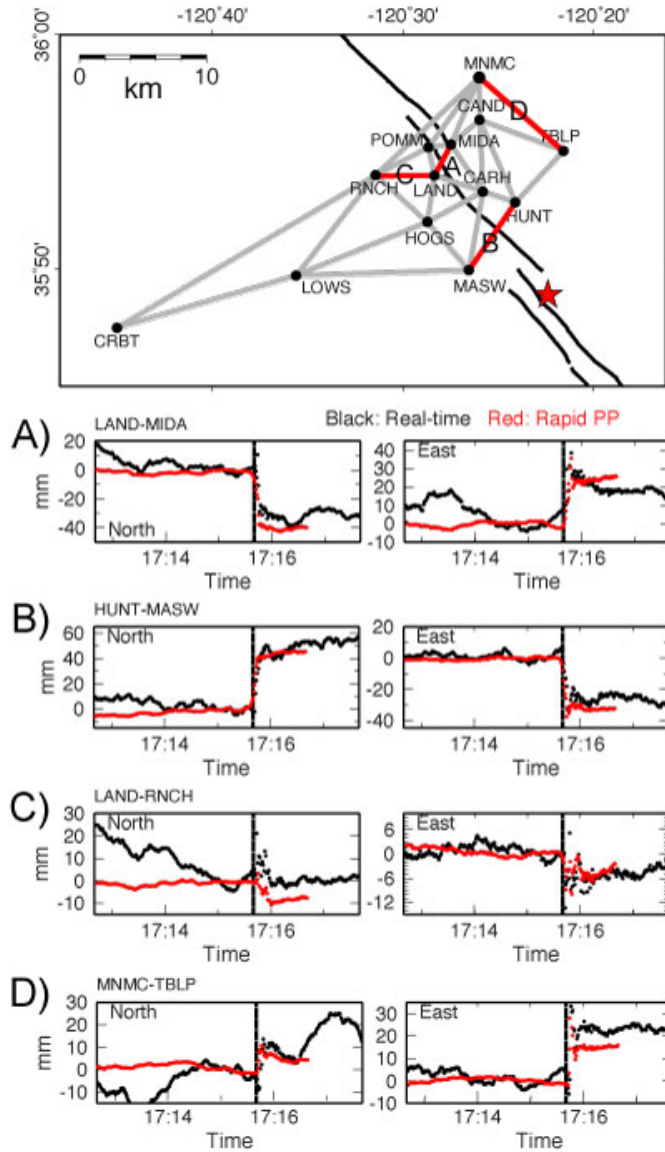 -120°40' -120°30' -120°20'
36°00'
35°50'
0 10
km
MNMC
CAND
D
TBLP
POMM
MIDA
A
C
CARH
RNCH
LAND
HUNT
HOGS
B
LOWS
MASW
CRBT
A)
LAND-MIDA
Black: Real-time Red: Rapid PP
20
0
-20
-40
mm
North
17:14 17:16
Time
40
30
20
10
0
-10
East
17:14 17:16
Time
B)
HUNT-MASW
60
40
20
0
mm
North
17:14 17:16
Time
20
0
-20
-40
East
17:14 17:16
Time
C)
LAND-RNCH
30
20
10
0
-10
mm
North
17:14 17:16
Time
6
0
-6
-12
East
17:14 17:16
Time
D)
MNMC-TBLP
30
20
10
0
-10
mm
North
17:14 17:16
Time
30
20
10
0
-10
East
17:14 17:16
Time